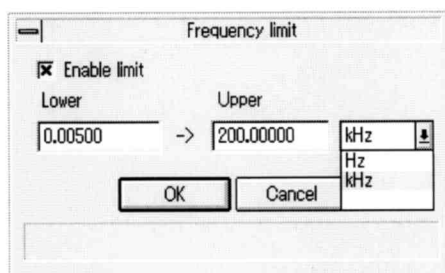 Frequency limit
Enable limit
Lower Upper
0.00500 -> 200.00000 kHz
Hz
kHz
OK Cancel